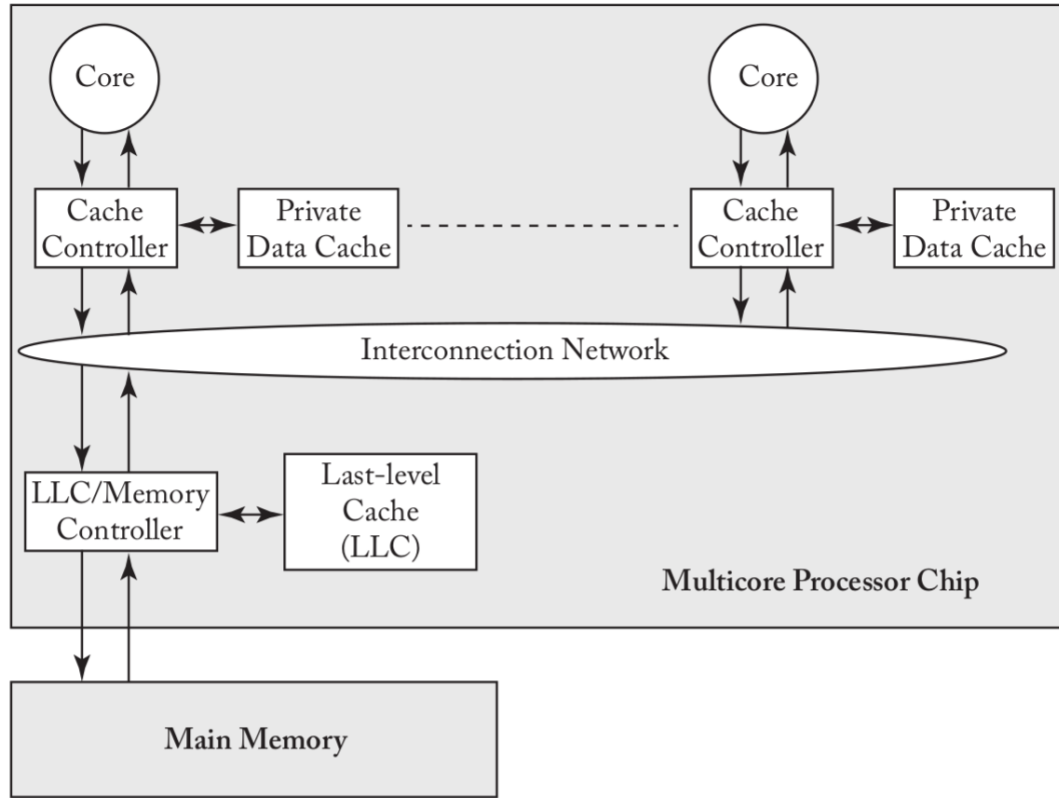 Core
Core
Cache
Controller
Private
Data Cache
Cache
Controller
Private
Data Cache
Interconnection Network
LLC/Memory
Controller
Last-level
Cache
(LLC)
Multicore Processor Chip
Main Memory